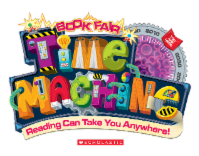 BOOK FAIR
TIME
MACHINE
Reading Can Take You Anywhere!
SCHOLASTIC